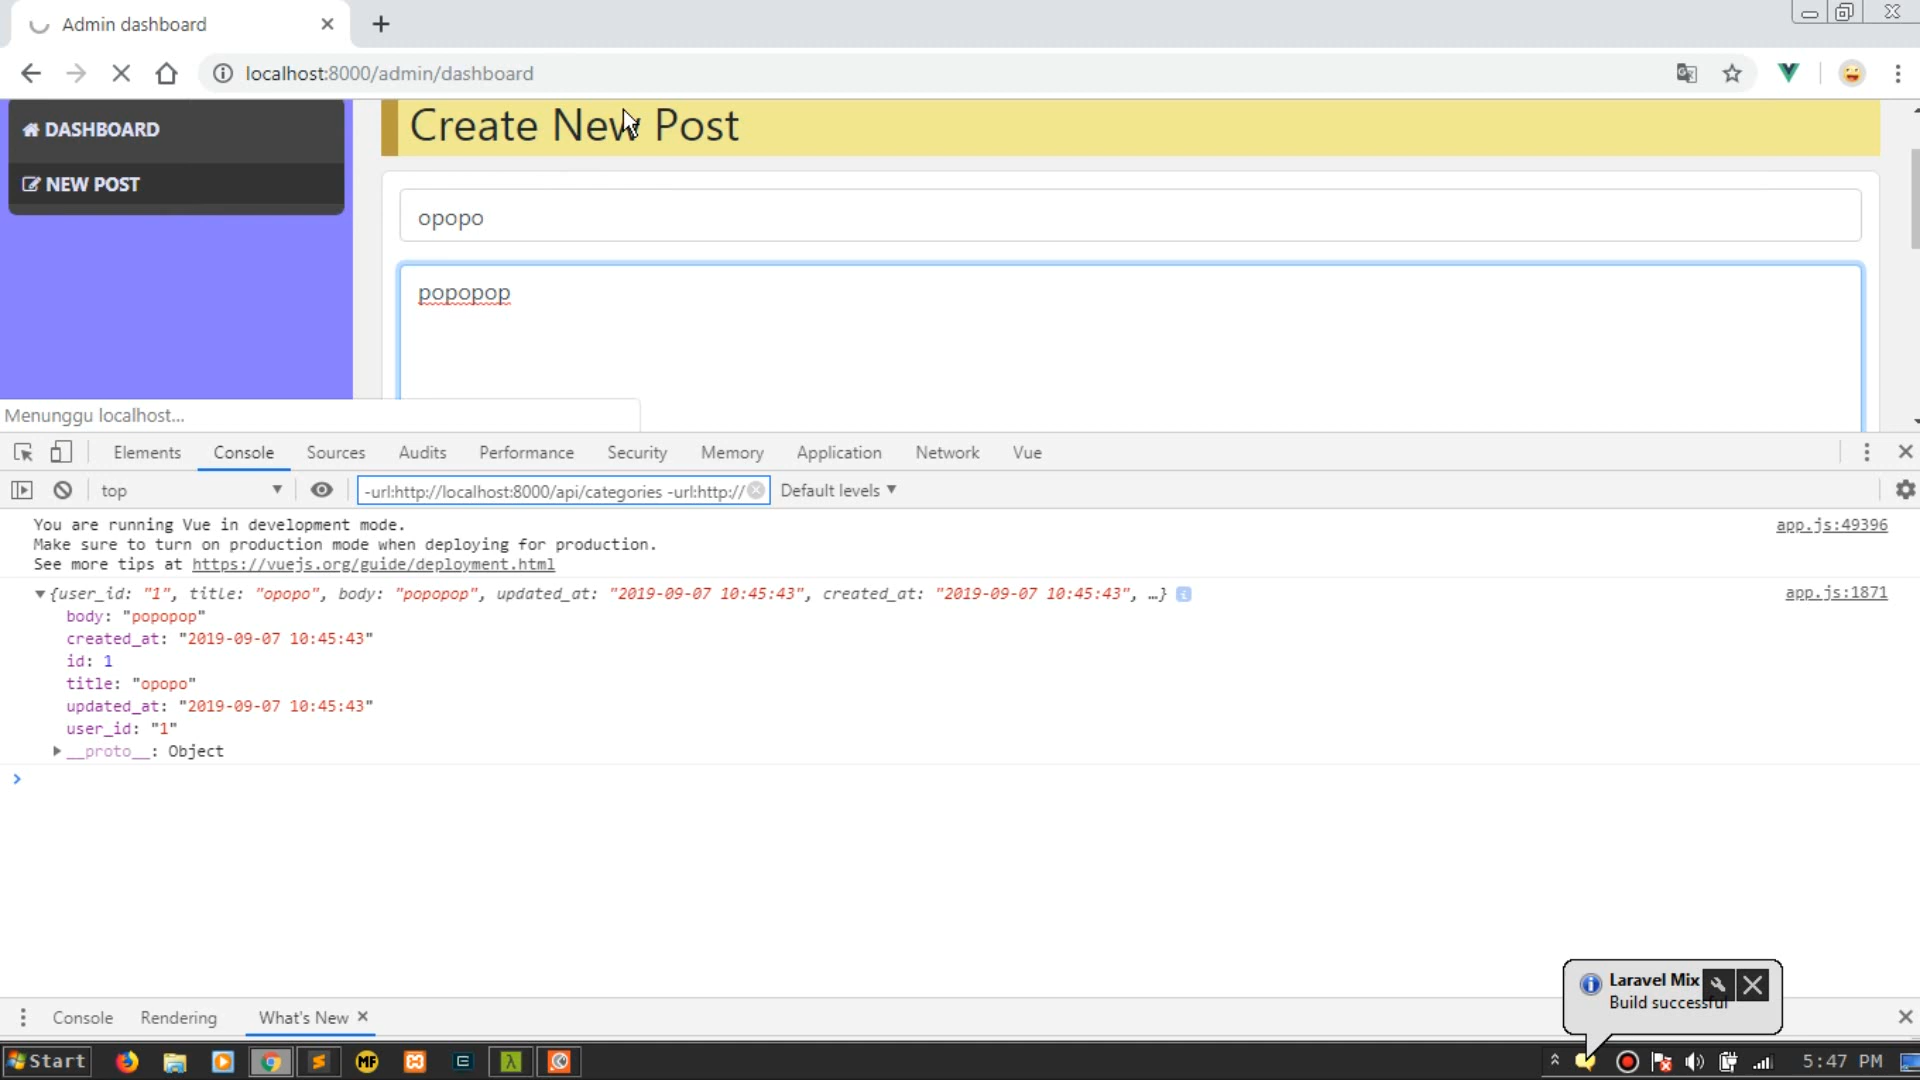 Admin dashboard
localhost:8000/admin/dashboard
DASHBOARD
NEW POST
Create New Post
opopo
popopop
Menunggu localhost...
Elements Console Sources Audits Performance Security Memory Application Network Vue
top -url:http://localhost:8000/api/categories -url:http:// Default levels
You are running Vue in development mode. app.js:49396
Make sure to turn on production mode when deploying for production.
See more tips at https://vuejs.org/guide/deployment.html
{user_id: "1", title: "opopo", body: "popopop", updated_at: "2019-09-07 10:45:43", created_at: "2019-09-07 10:45:43", …} app.js:1871
body: "popopop"
created_at: "2019-09-07 10:45:43"
id: 1
title: "opopo"
updated_at: "2019-09-07 10:45:43"
user_id: "1"
__proto__: Object
Laravel Mix
Build successful
Console Rendering What's New
Start MF 5:47 PM